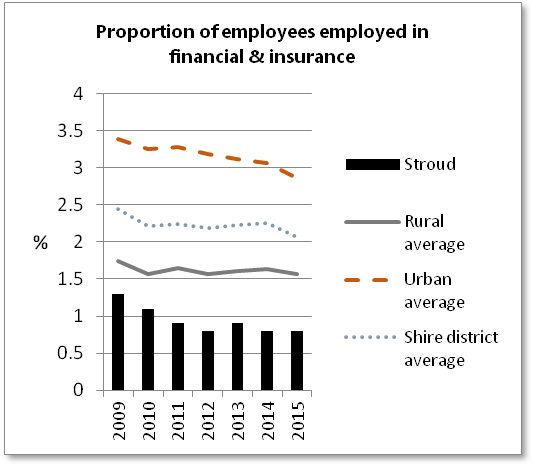 Proportion of employees employed in
financial & insurance
4
3.5
3
2.5
2
1.5
1
0.5
0
%
2009
2010
2011
2012
2013
2014
2015
Stroud
Rural
average
Urban
average
Shire district
average